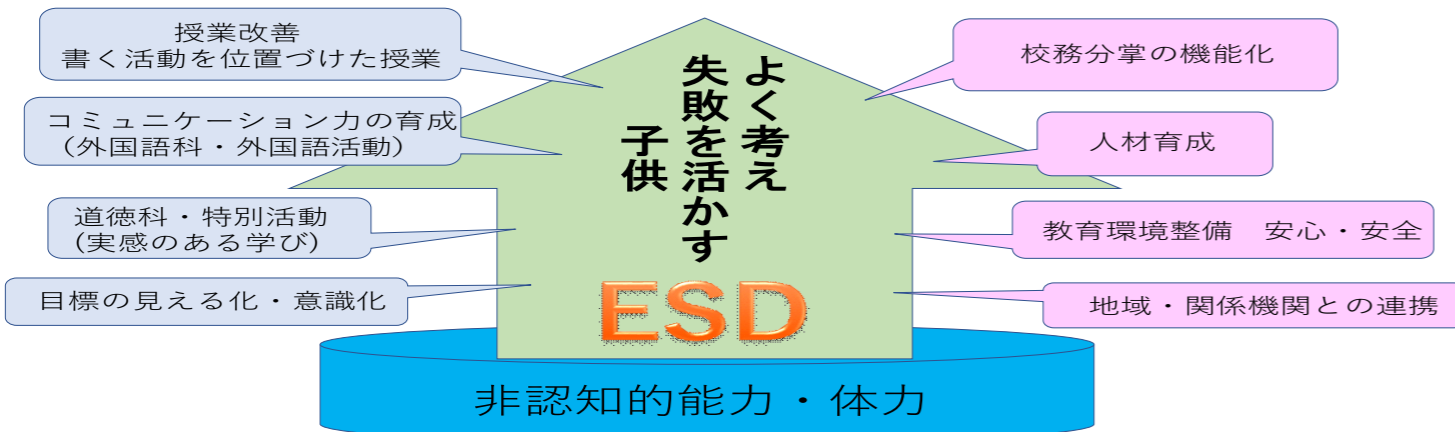 授業改善
書く活動を位置づけた授業
コミュニケーション力の育成
(外国語科・外国語活動)
道徳科・特別活動
(実感のある学び)
目標の見える化・意識化
よく考え
失敗を活かす
子供
ESD
校務分掌の機能化
人材育成
教育環境整備　安心・安全
地域・関係機関との連携
非認知的能力・体力